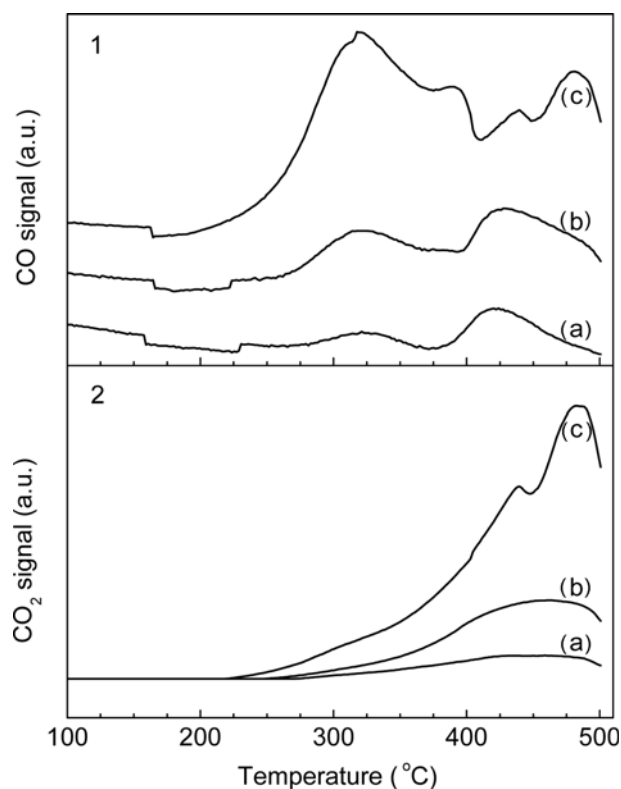 1
(c)
(b)
(a)
CO signal (a.u.)
2
(c)
(b)
(a)
CO₂ signal (a.u.)
100 200 300 400 500
Temperature (°C)